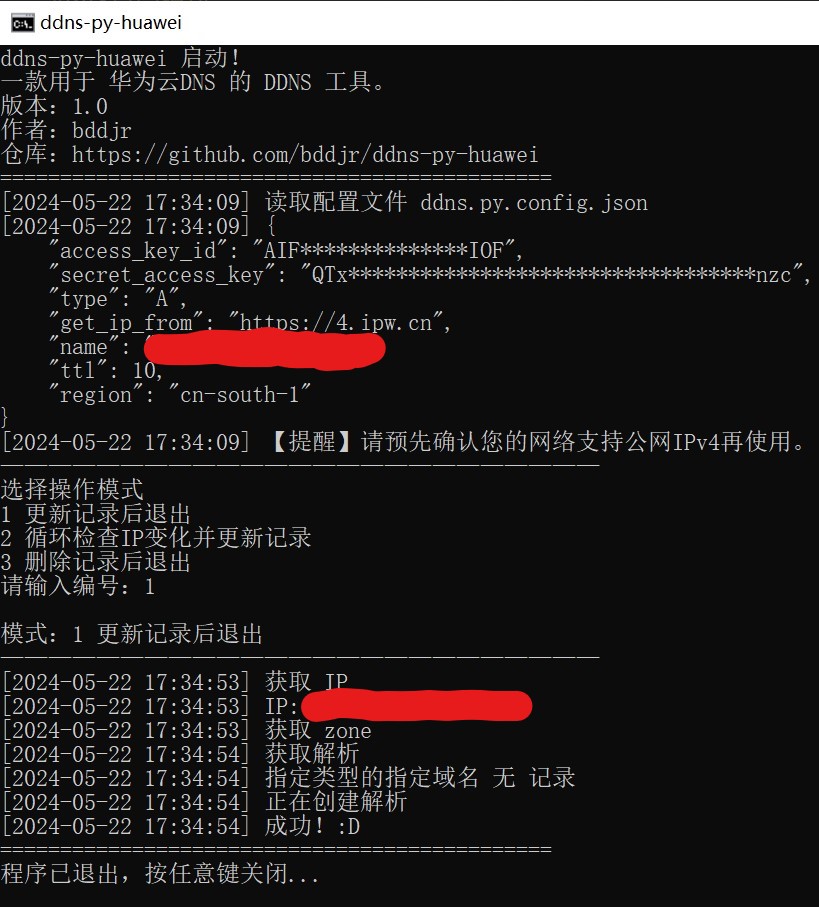 ddns-py-huawei
ddns-py-huawei 启动！
一款用于 华为云DNS 的 DDNS 工具。
版本：1.0
作者：bddjr
仓库：https://github.com/bddjr/ddns-py-huawei
==============================================
[2024-05-22 17:34:09] 读取配置文件 ddns.py.config.json
[2024-05-22 17:34:09] {
    "access_key_id": "AIF**************IOF",
    "secret_access_key": "QTx**********************************nzc",
    "type": "A",
    "get_ip_from": "https://4.ipw.cn",
    "name":
    "ttl": 10,
    "region": "cn-south-1"
}
[2024-05-22 17:34:09] 【提醒】请预先确认您的网络支持公网IPv4再使用。
——————————————————————————————————————————————————
选择操作模式
1 更新记录后退出
2 循环检查IP变化并更新记录
3 删除记录后退出
请输入编号：1
模式：1 更新记录后退出
——————————————————————————————————————————————————
[2024-05-22 17:34:53] 获取 IP
[2024-05-22 17:34:53] IP:
[2024-05-22 17:34:53] 获取 zone
[2024-05-22 17:34:54] 获取解析
[2024-05-22 17:34:54] 指定类型的指定域名 无 记录
[2024-05-22 17:34:54] 正在创建解析
[2024-05-22 17:34:54] 成功！:D
==============================================
程序已退出，按任意键关闭...